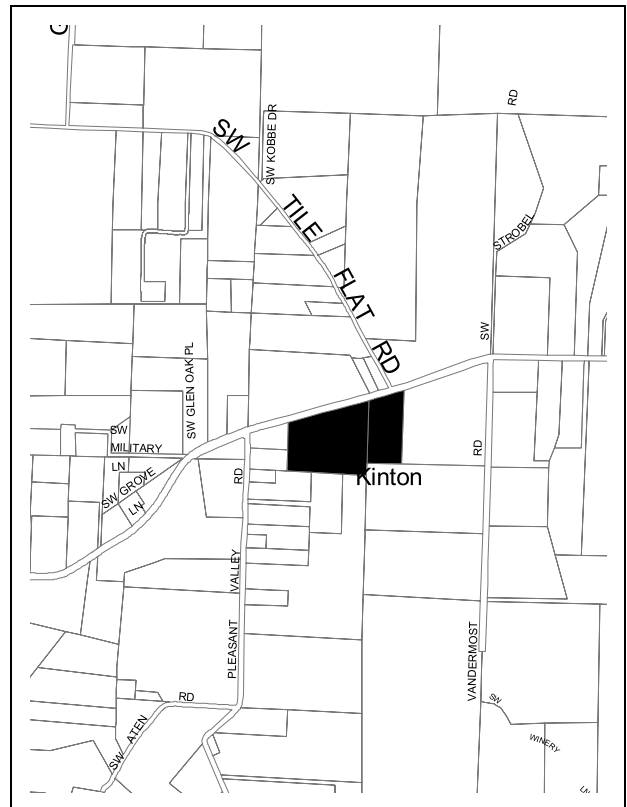 RD
SW KOBBE DR
SW
TILE
FLAT
RD
STROBEL
SW
SW GLEN OAK PL
SW
MILITARY
LN
SW GROVE
LN
RD
RD
Kinton
VALLEY
PLEASANT
VANDERMOST
RD
SW ATEN
SW
WINERY
LN